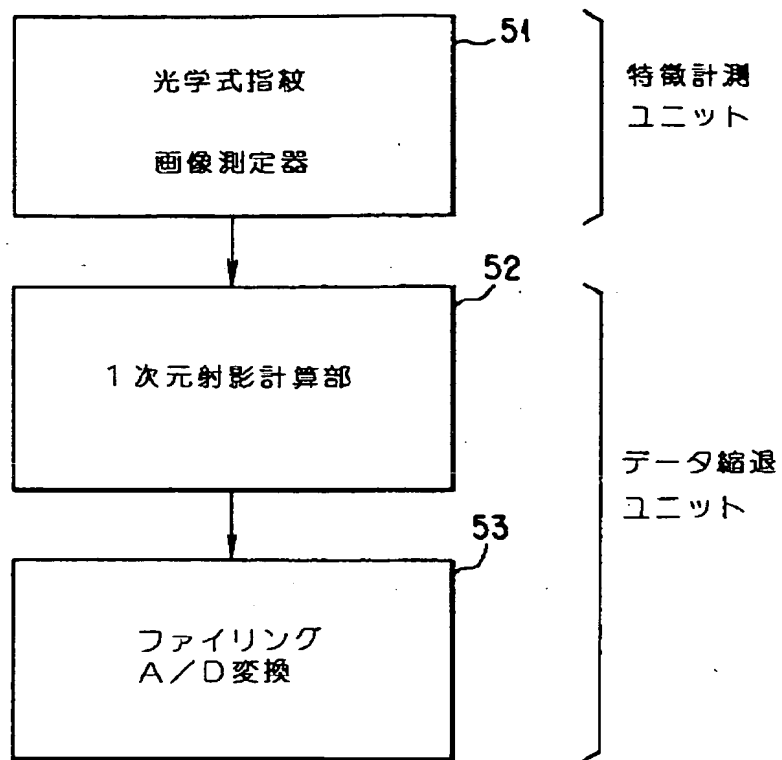 51
光学式指紋
画像測定器
特徴計測
ユニット
52
1次元射影計算部
データ縮退
ユニット
53
ファイリング
A/D変換